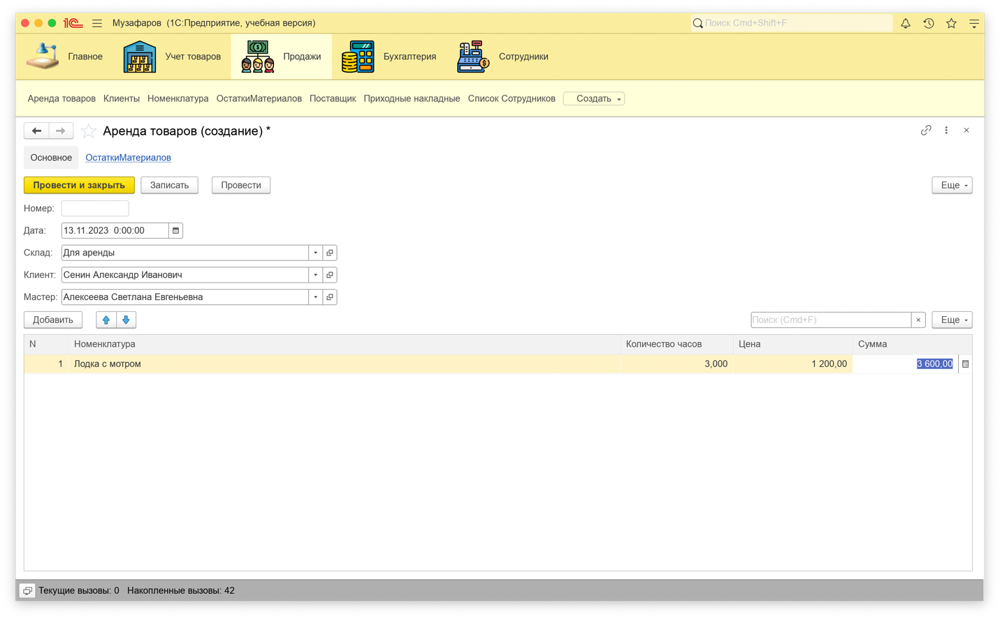 1С Музафаров (1С:Предприятие, учебная версия) Поиск Cmd+Shift+F
Главное Учет товаров Продажи Бухгалтерия Сотрудники
Аренда товаров Клиенты Номенклатура ОстаткиМатериалов Поставщик Приходные накладные Список Сотрудников Создать
Аренда товаров (создание) *
Основное ОстаткиМатериалов
Провести и закрыть Записать Провести Еще
Номер:
Дата: 13.11.2023 0:00:00
Склад: Для аренды
Клиент: Сенин Александр Иванович
Мастер: Алексеева Светлана Евгеньевна
Добавить Поиск (Cmd+F) × Еще
N Номенклатура Количество часов Цена Сумма
1 Лодка с мотром 3,000 1 200,00 3 600,00
Текущие вызовы: 0 Накопленные вызовы: 42